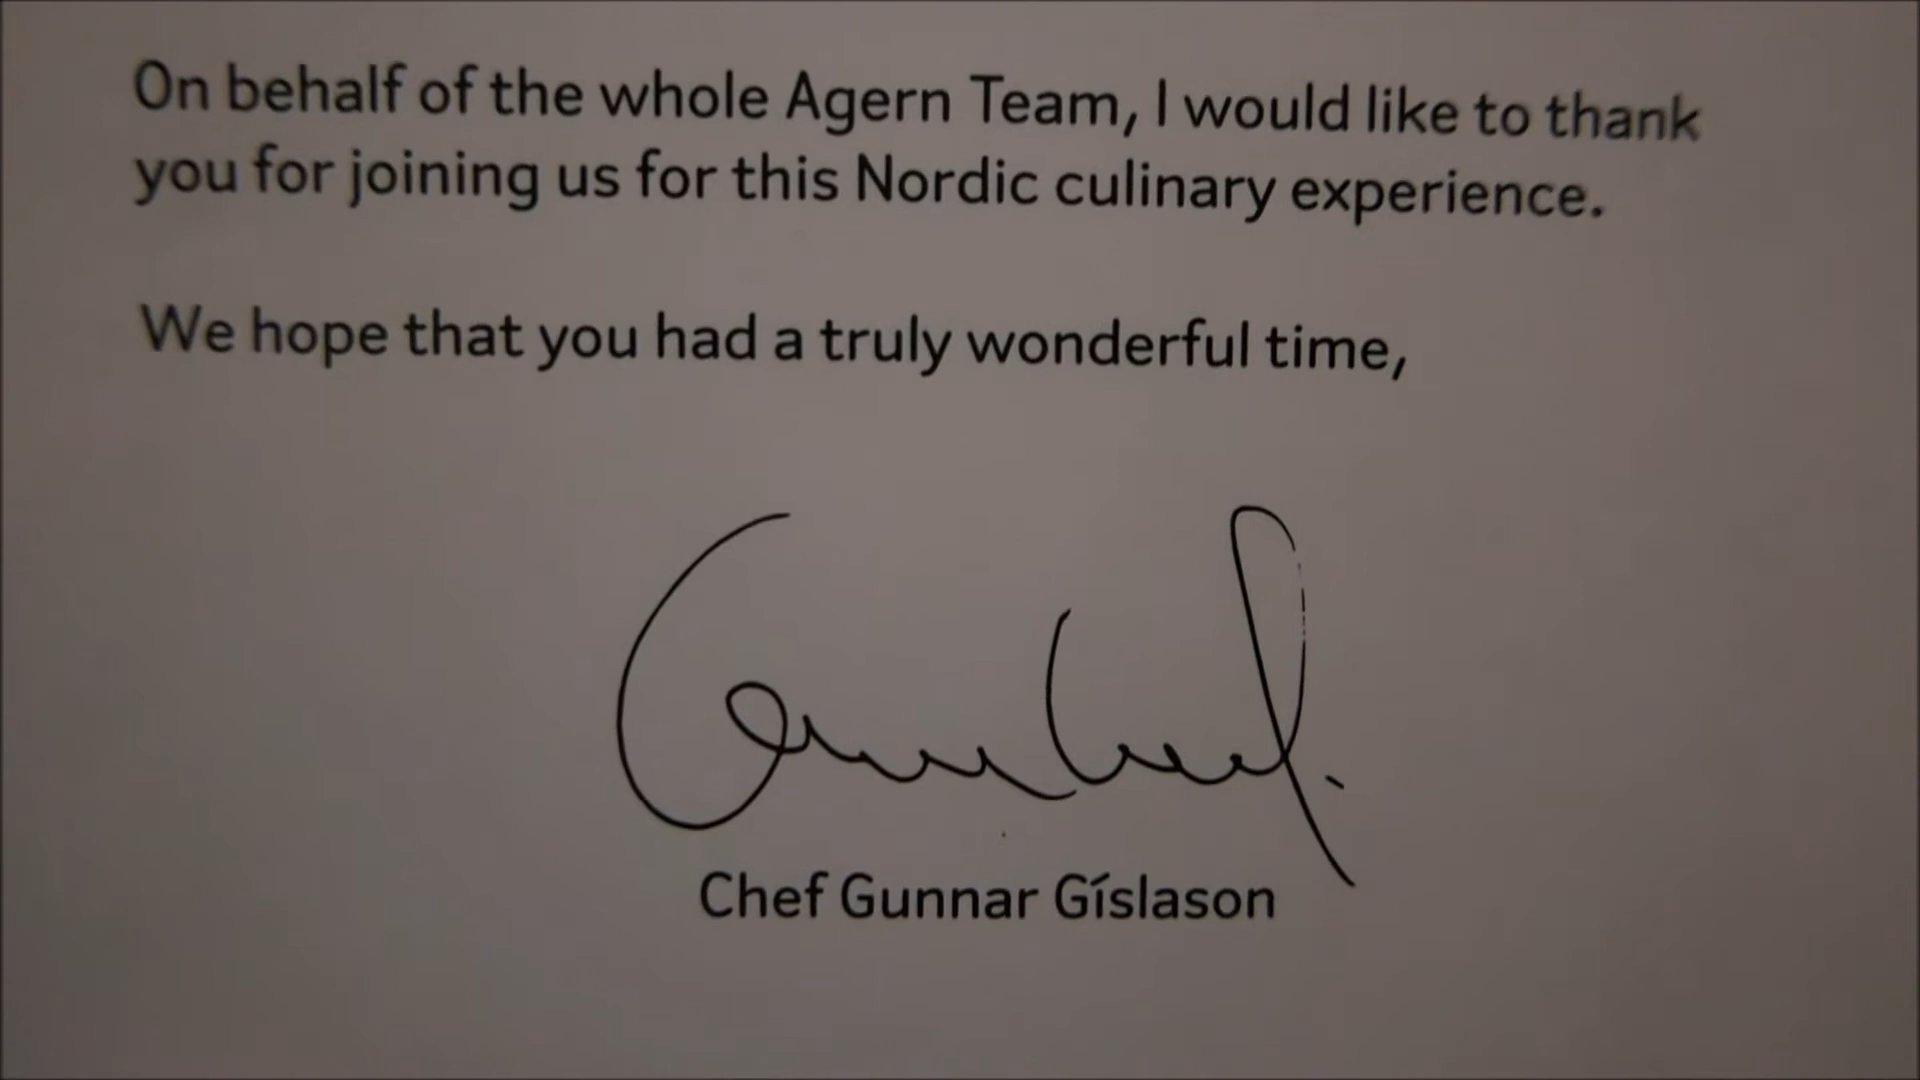 On behalf of the whole Agern Team, I would like to thank
you for joining us for this Nordic culinary experience.
We hope that you had a truly wonderful time,
Chef Gunnar Gíslason